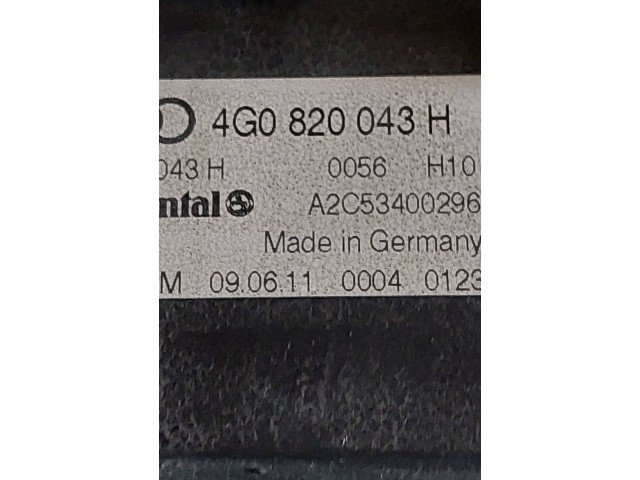 4G0 820 043 H
043 H 0056 H10
ntal
A2C53400296
Made in Germany
M 09.06.11 0004 0123